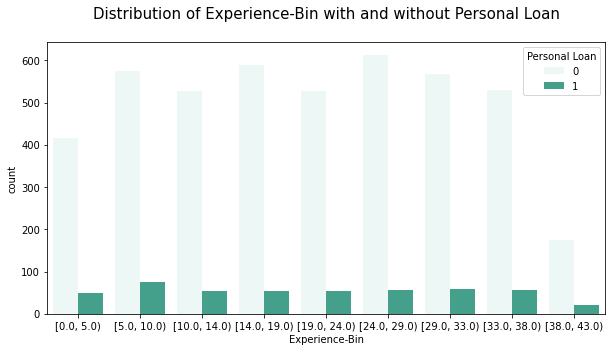 Distribution of Experience-Bin with and without Personal Loan
Personal Loan
0
1
600
500
400
300
200
100
0
count
[0.0, 5.0) [5.0, 10.0) [10.0, 14.0) [14.0, 19.0) [19.0, 24.0) [24.0, 29.0) [29.0, 33.0) [33.0, 38.0) [38.0, 43.0)
Experience-Bin